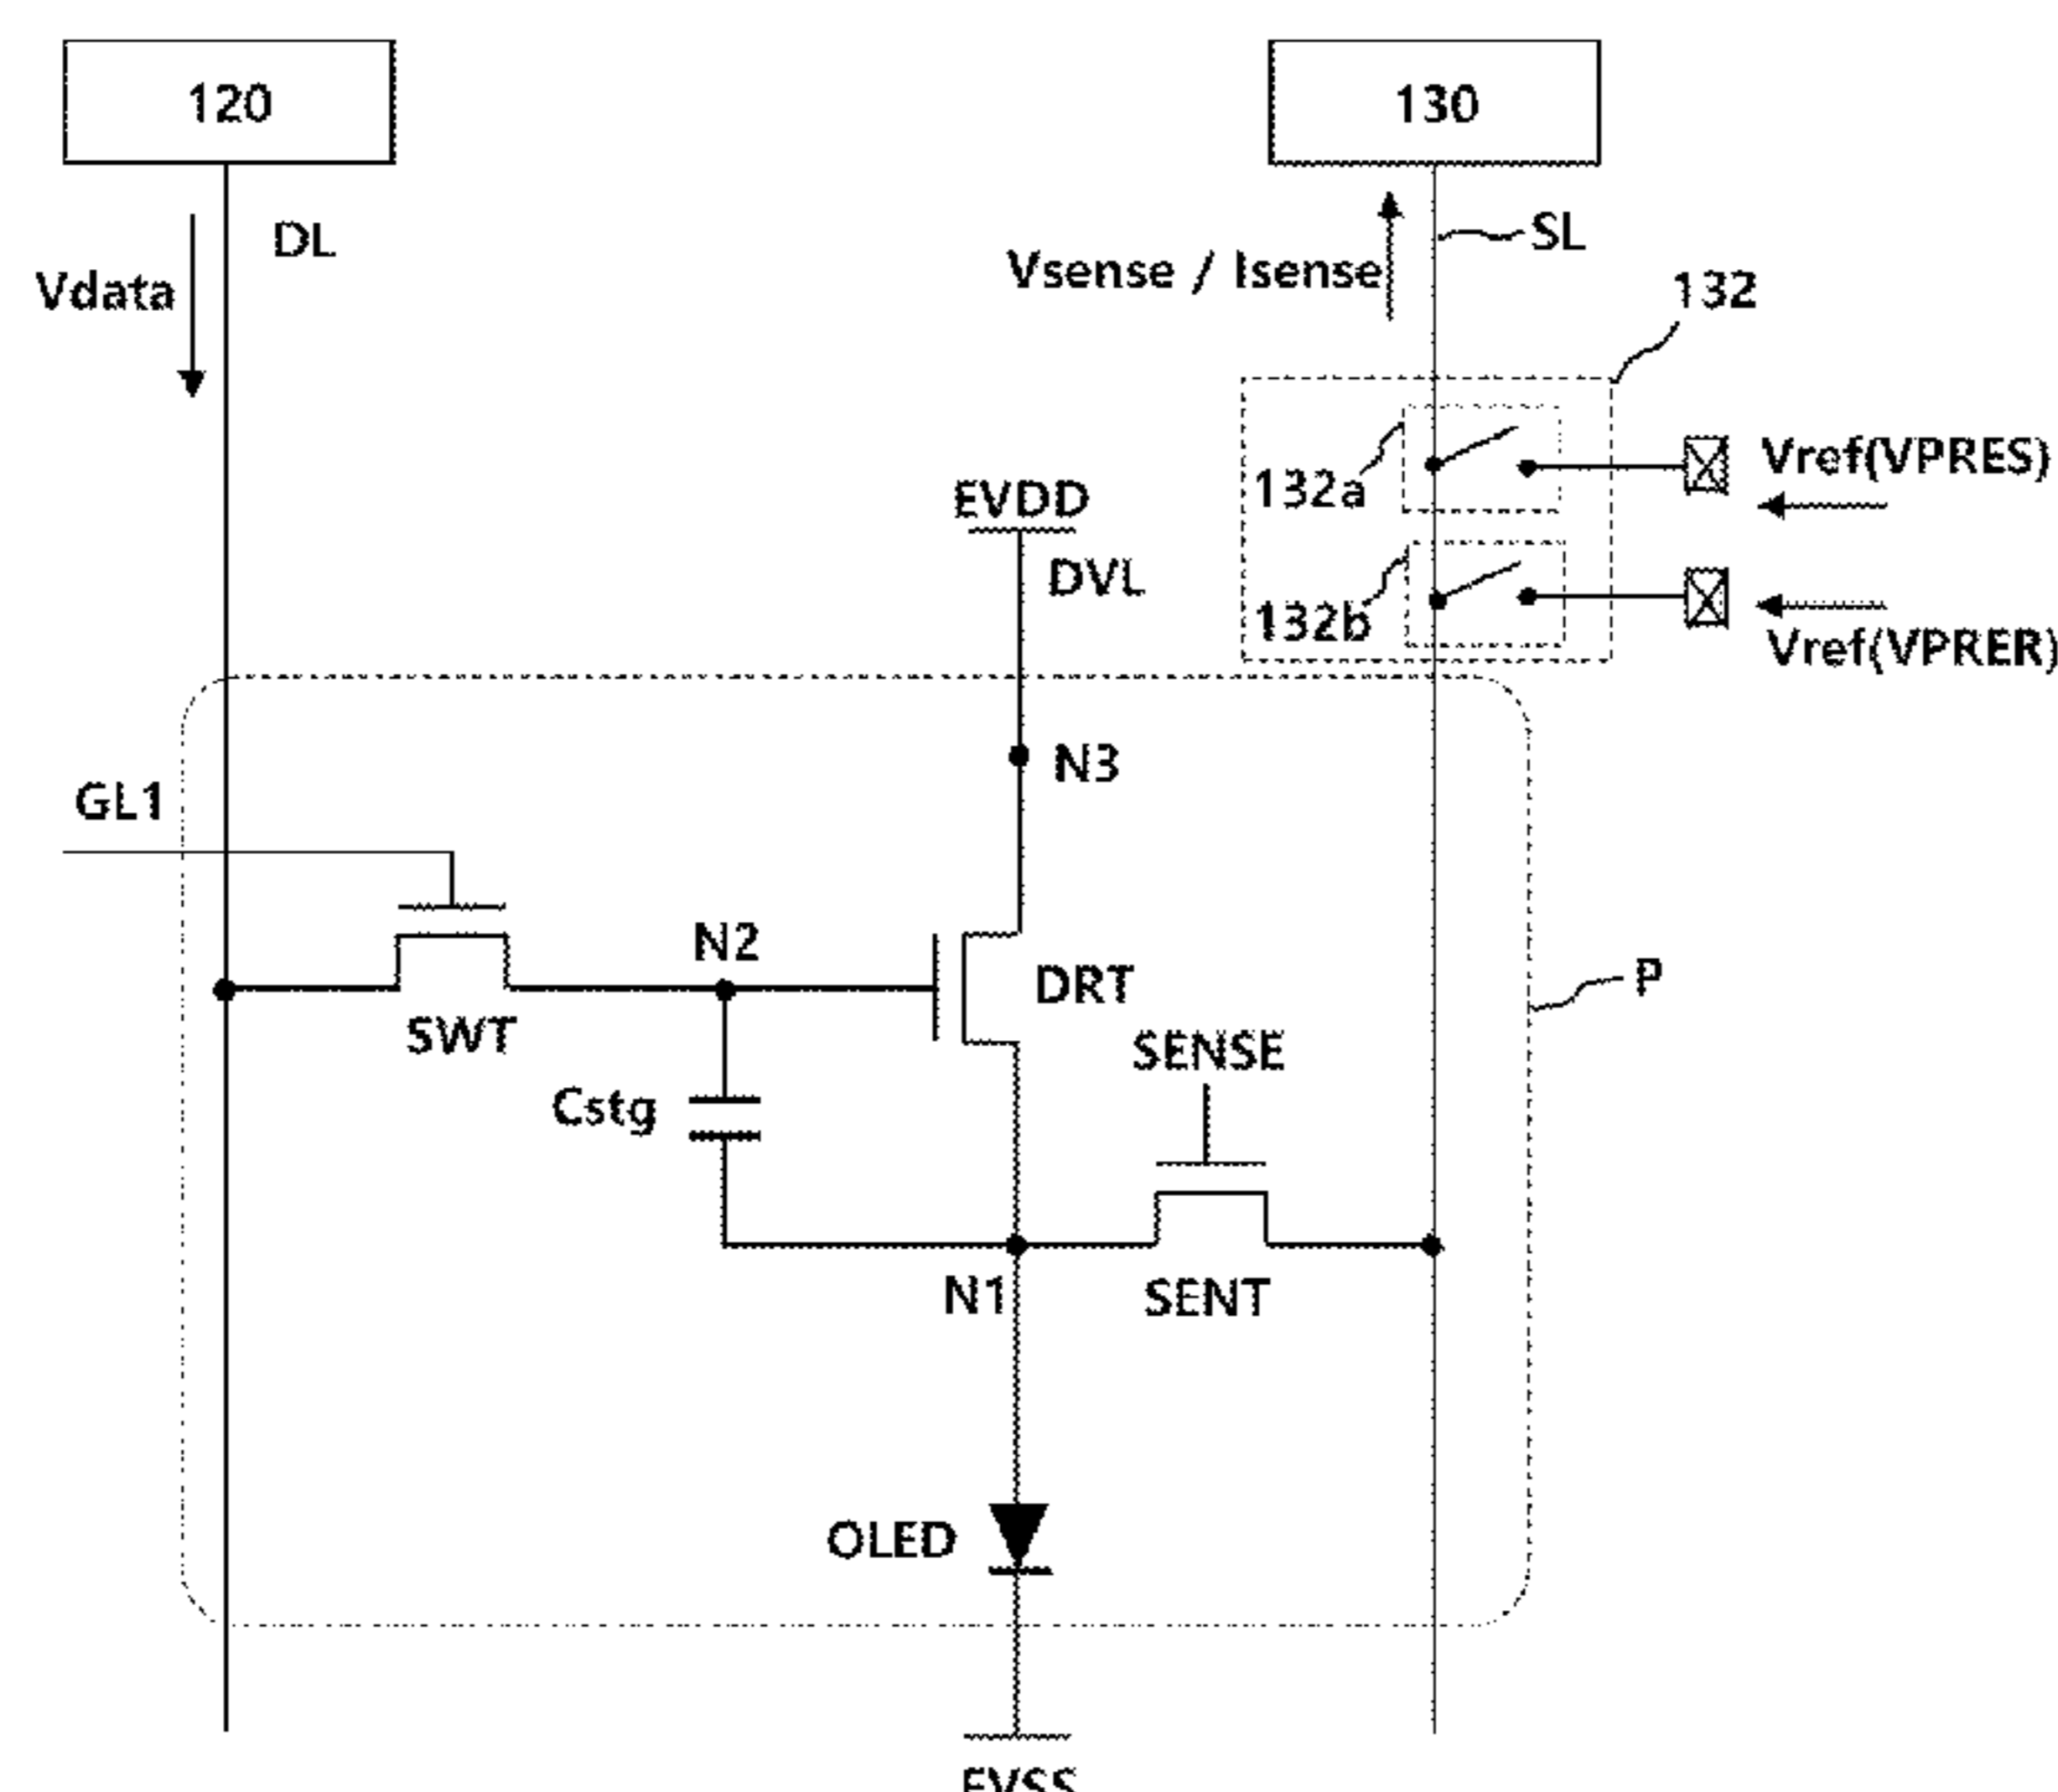 120
130
DL
SL
Vsense / Isense
Vdata
132
Vref(VPRES)
132a
EVDD
DVL
132b
Vref(VPRER)
N3
GL1
N2
DRT
P
SWT
SENSE
Cstg
N1
SENT
OLED
EVSS